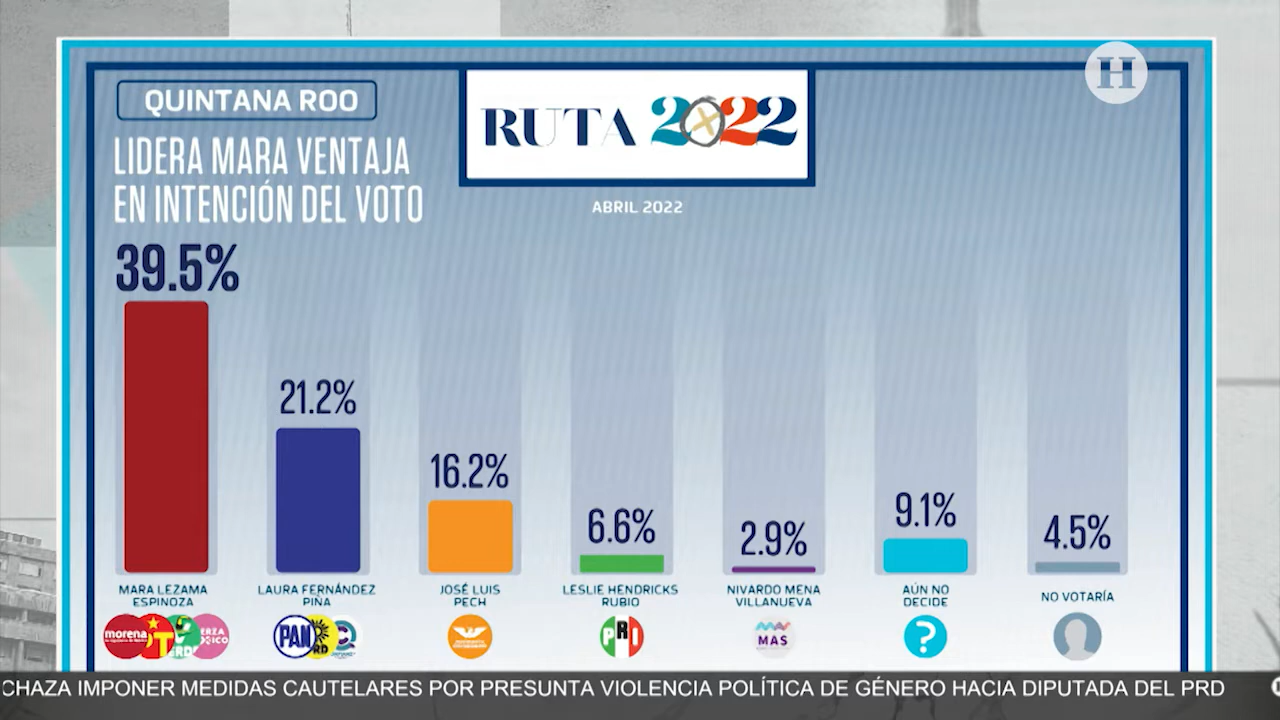 H
QUINTANA ROO
RUTA 2022
LIDERA MARA VENTAJA
EN INTENCIÓN DEL VOTO
ABRIL 2022
39.5%
21.2%
16.2%
6.6%
2.9%
9.1%
4.5%
MARA LEZAMA
ESPINOZA
LAURA FERNÁNDEZ
PIÑA
JOSÉ LUIS
PECH
LESLIE HENDRICKS
RUBIO
NIVARDO MENA
VILLANUEVA
AÚN NO
DECIDE
NO VOTARÍA
morena
PT
PAN
PRI
MAS
?
CHAZA IMPONER MEDIDAS CAUTELARES POR PRESUNTA VIOLENCIA POLÍTICA DE GÉNERO HACIA DIPUTADA DEL PRD